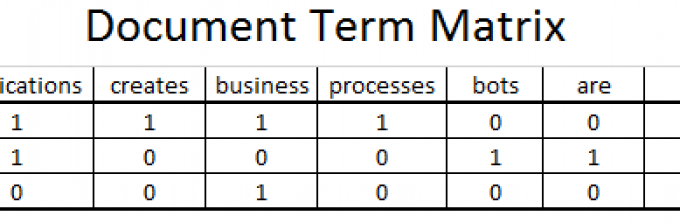 Document Term Matrix
ications creates business processes bots are
1 1 1 1 0 0
1 0 0 0 1 1
0 0 1 0 0 0